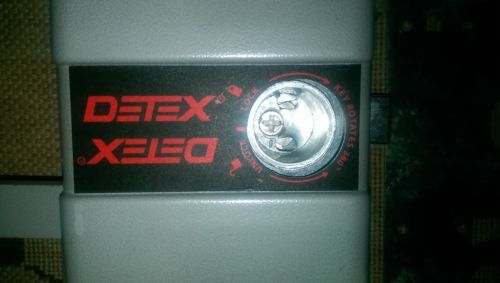 DETEX
DETEX®
LOCK
KEY ROTATES 360°
UNLOCK